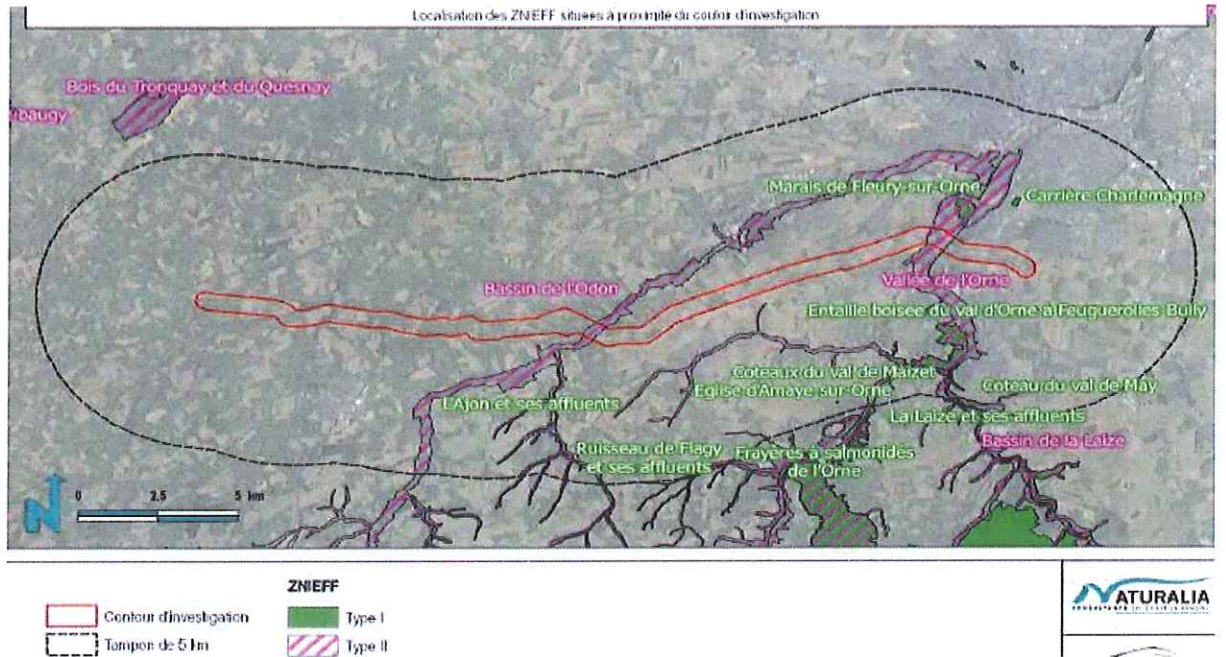 Localisation des ZNIEFF situées à proximité du couloir d'investigation
Bois du Tronquay et du Quesnay
baugy
Marais de Fleury-sur-Orne
Carrière Charlemagne
Bassin de l'Odon
Vallée de l'Orne
Entaille boisée du val d'Orne à Feuguerolles Bully
Coteaux du val de Maizet
Eglise d'Amaye-sur-Orne
Coteau du val de May
L'Ajon et ses affluents
La Laize et ses affluents
Bassin de la Laize
Ruisseau de Flagy
et ses affluents
Frayères à salmonidés
de l'Orne
N
0 2.5 5 km
ZNIEFF
Contour d'investigation
Type I
Tampon de 5 km
Type II
NATURALIA